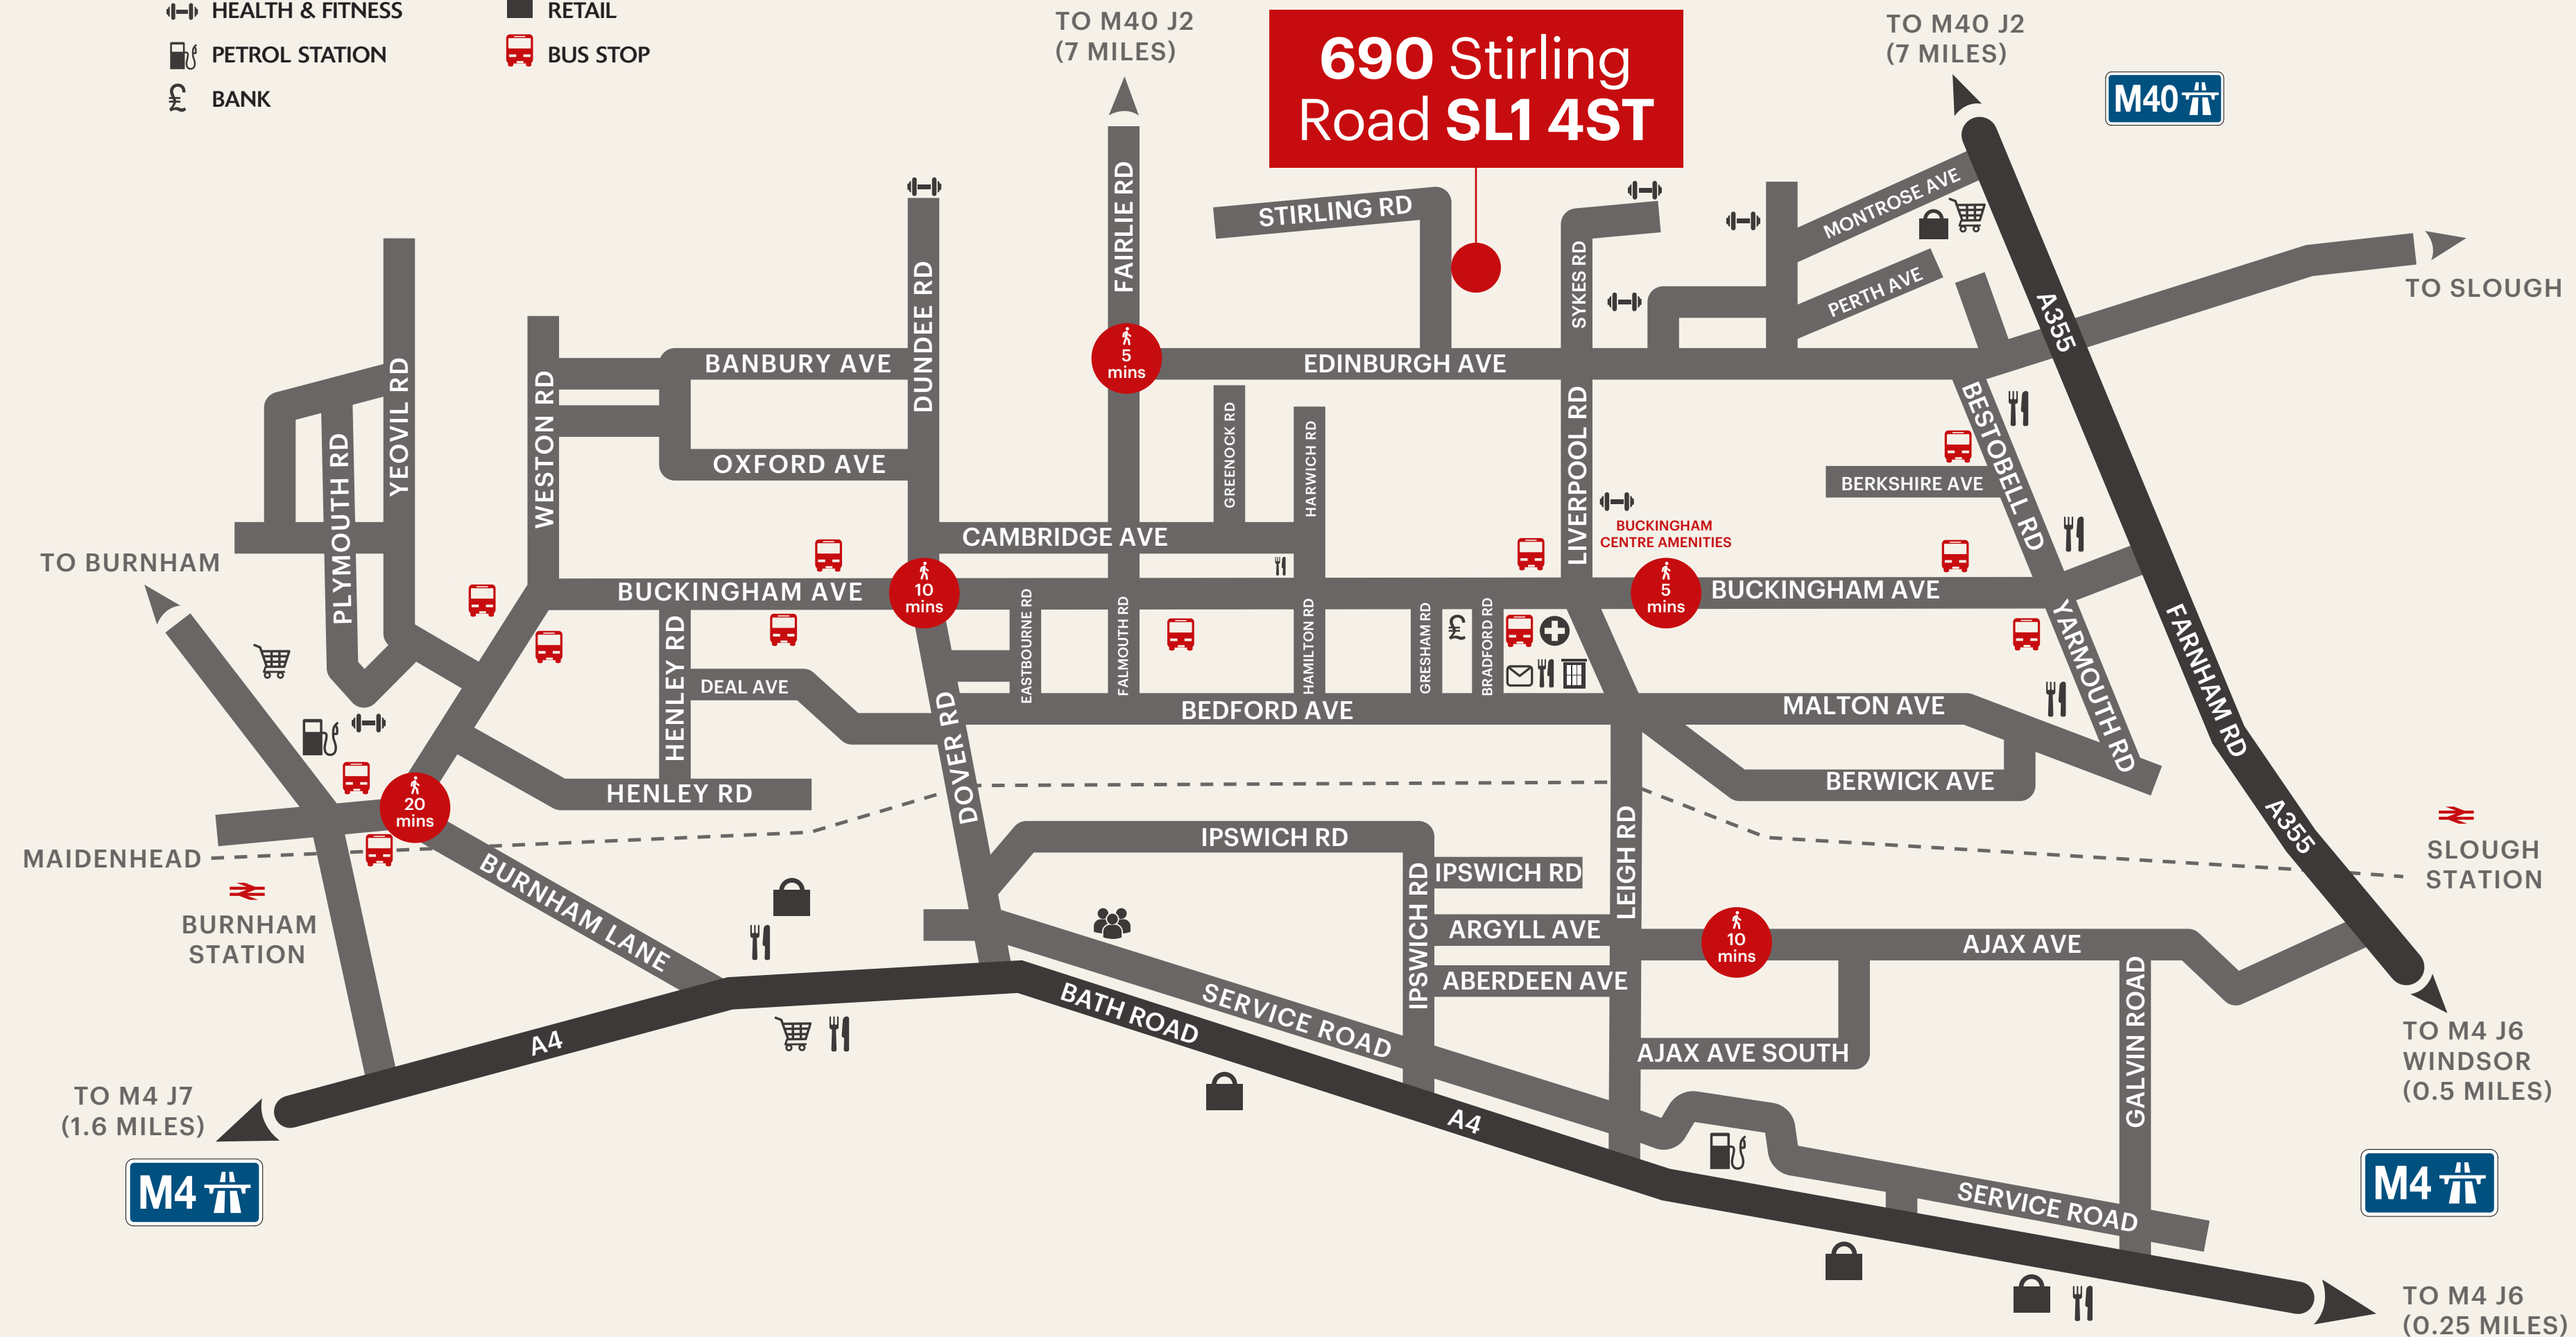 HEALTH & FITNESS
RETAIL
PETROL STATION
BUS STOP
£ BANK
TO M40 J2
(7 MILES)
690 Stirling
Road SL1 4ST
TO M40 J2
(7 MILES)
M40
STIRLING RD
FAIRLIE RD
DUNDEE RD
SYKES RD
MONTROSE AVE
PERTH AVE
A355
TO SLOUGH
BANBURY AVE
5
mins
EDINBURGH AVE
YEOVIL RD
WESTON RD
PLYMOUTH RD
OXFORD AVE
GREENOCK RD
HARWICH RD
LIVERPOOL RD
BESTOBELL RD
BERKSHIRE AVE
CAMBRIDGE AVE
BUCKINGHAM
CENTRE AMENITIES
TO BURNHAM
BUCKINGHAM AVE
10
mins
5
mins
BUCKINGHAM AVE
HENLEY RD
DEAL AVE
EASTBOURNE RD
FALMOUTH RD
HAMILTON RD
GRESHAM RD
£
BRADFORD RD
YARMOUTH RD
FARNHAM RD
BEDFORD AVE
MALTON AVE
DOVER RD
HENLEY RD
BERWICK AVE
20
mins
A355
MAIDENHEAD
BURNHAM
STATION
BURNHAM LANE
IPSWICH RD
IPSWICH RD
IPSWICH RD
LEIGH RD
SLOUGH
STATION
ARGYLL AVE
10
mins
AJAX AVE
ABERDEEN AVE
SERVICE ROAD
BATH ROAD
A4
AJAX AVE SOUTH
GALVIN ROAD
TO M4 J6
WINDSOR
(0.5 MILES)
TO M4 J7
(1.6 MILES)
A4
M4
M4
SERVICE ROAD
TO M4 J6
(0.25 MILES)